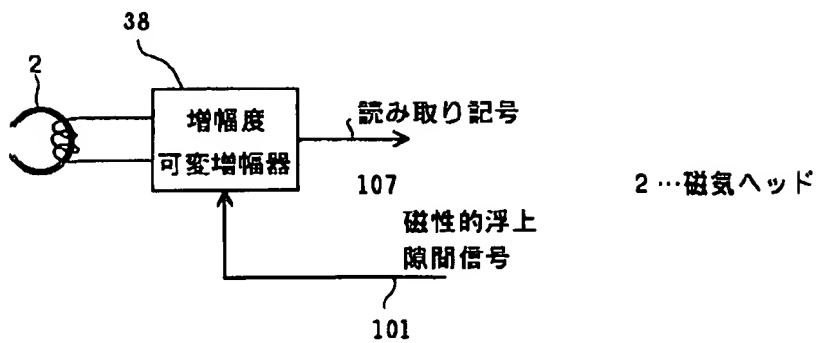 38
2
増幅度
可変増幅器
読み取り記号
107
2…磁気ヘッド
磁性的浮上
隙間信号
101